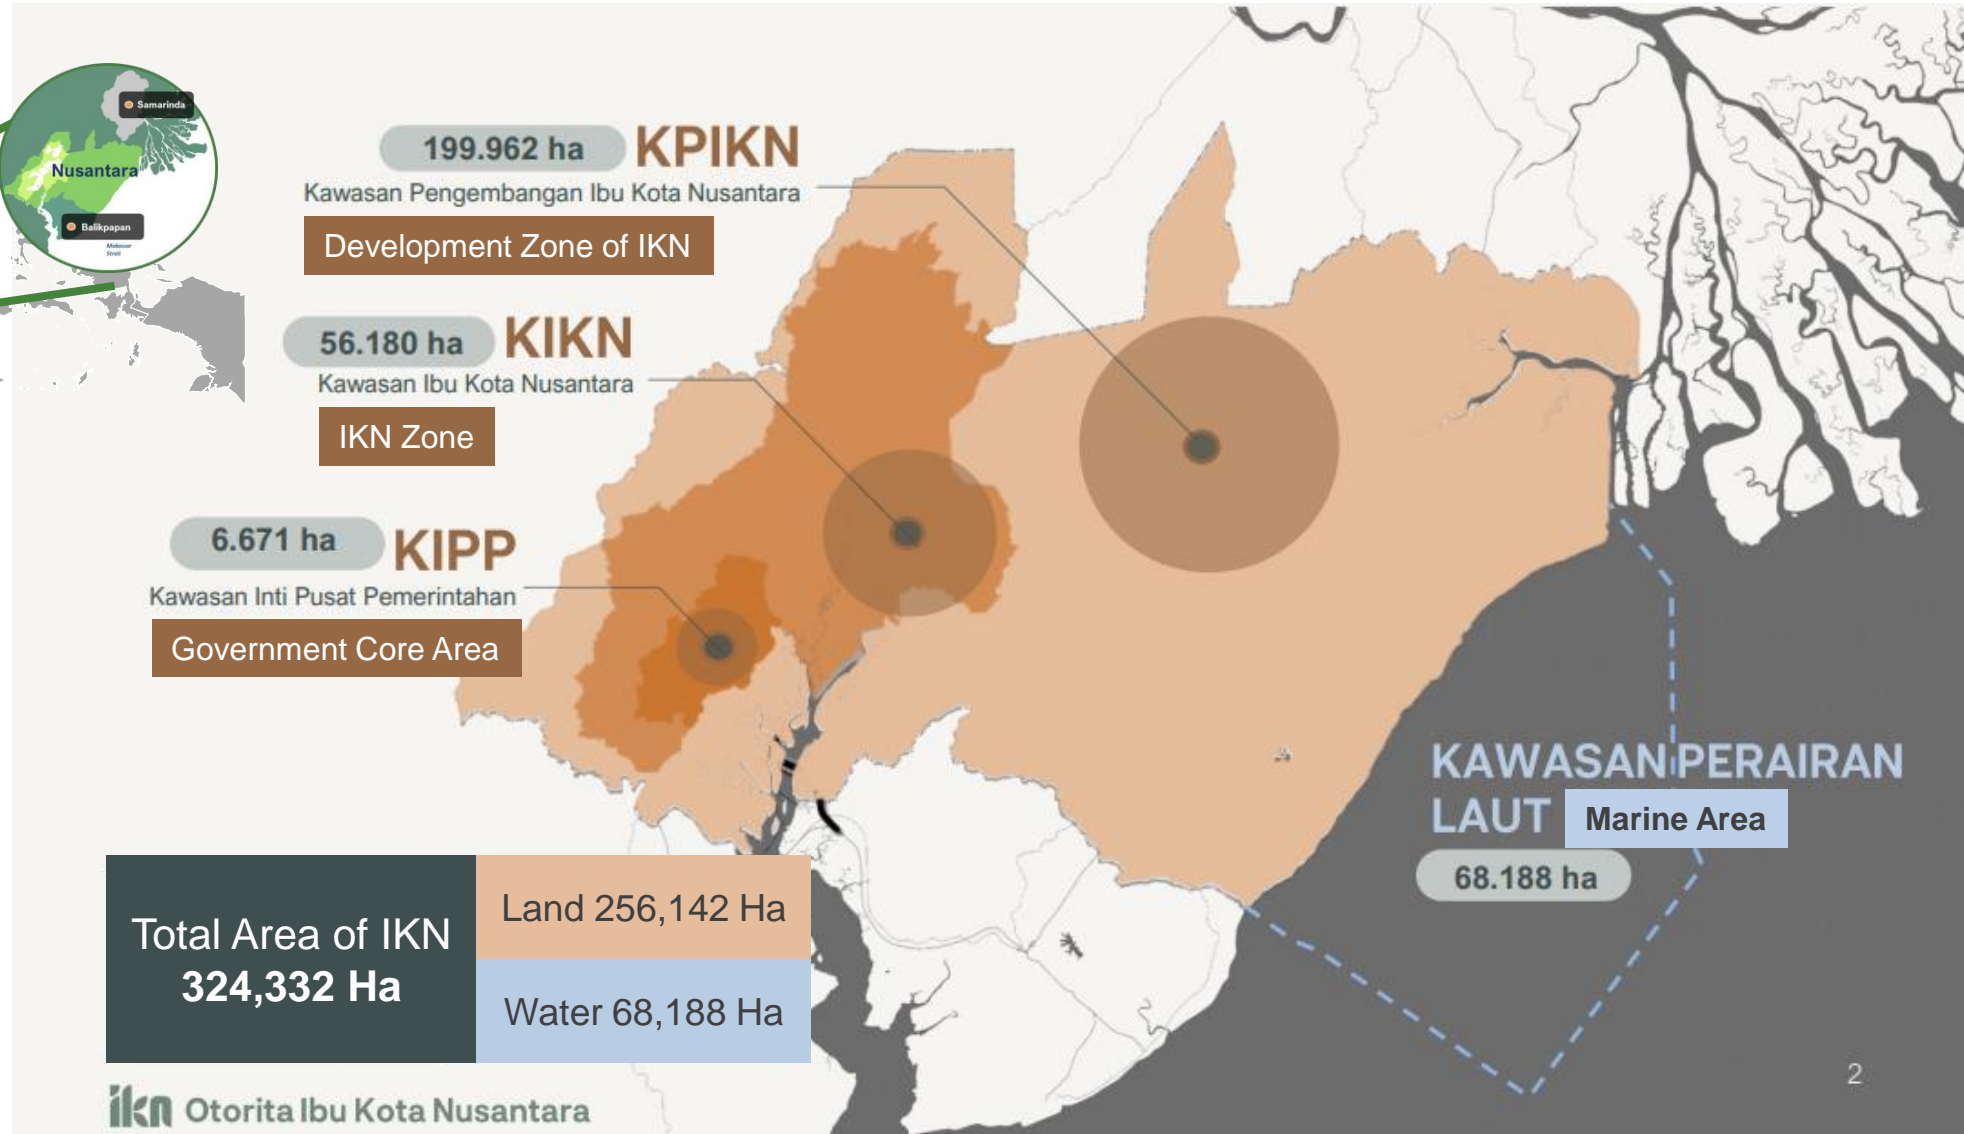 Samarinda
Nusantara
Balikpapan
Makassar
Strait
199.962 ha KPIKN
Kawasan Pengembangan Ibu Kota Nusantara
Development Zone of IKN
56.180 ha KIKN
Kawasan Ibu Kota Nusantara
IKN Zone
6.671 ha KIPP
Kawasan Inti Pusat Pemerintahan
Government Core Area
KAWASAN PERAIRAN
LAUT Marine Area
68.188 ha
Total Area of IKN
324,332 Ha
Land 256,142 Ha
Water 68,188 Ha
ikn Otorita Ibu Kota Nusantara
2